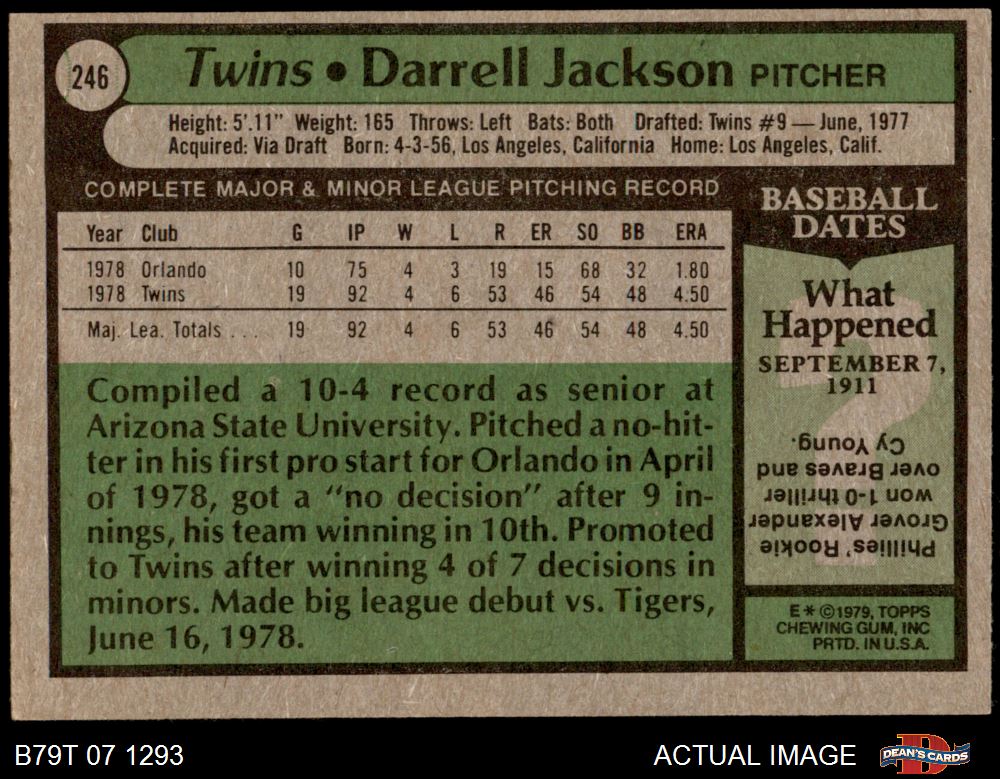 246
Twins • Darrell Jackson PITCHER
Height: 5'.11" Weight: 165 Throws: Left Bats: Both Drafted: Twins #9 — June, 1977
Acquired: Via Draft Born: 4-3-56, Los Angeles, California Home: Los Angeles, Calif.
COMPLETE MAJOR & MINOR LEAGUE PITCHING RECORD
Year Club G IP W L R ER SO BB ERA
1978 Orlando 10 75 4 3 19 15 68 32 1.80
1978 Twins 19 92 4 6 53 46 54 48 4.50
Maj. Lea. Totals . . . 19 92 4 6 53 46 54 48 4.50
Compiled a 10-4 record as senior at
Arizona State University. Pitched a no-hit-
ter in his first pro start for Orlando in April
of 1978, got a "no decision" after 9 in-
nings, his team winning in 10th. Promoted
to Twins after winning 4 of 7 decisions in
minors. Made big league debut vs. Tigers,
June 16, 1978.
BASEBALL
DATES
What
Happened
SEPTEMBER 7,
1911
Phillies' Rookie
Grover Alexander
won 1-0 thriller
over Braves and
Cy Young.
E * © 1979, TOPPS
CHEWING GUM, INC
PRTD. IN U.S.A.
B79T 07 1293
ACTUAL IMAGE
DEAN'S CARDS